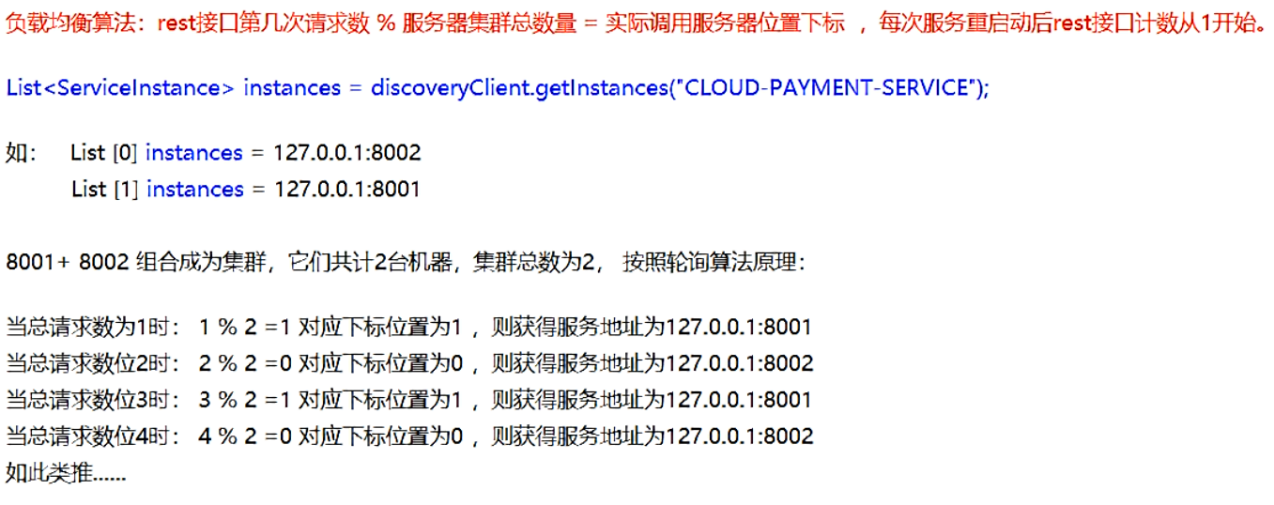 负载均衡算法：rest接口第几次请求数 % 服务器集群总数量 = 实际调用服务器位置下标 ，每次服务重启动后rest接口计数从1开始。
List<ServiceInstance> instances = discoveryClient.getInstances("CLOUD-PAYMENT-SERVICE");
如： List [0] instances = 127.0.0.1:8002
List [1] instances = 127.0.0.1:8001
8001+ 8002 组合成为集群，它们共计2台机器，集群总数为2， 按照轮询算法原理：
当总请求数为1时： 1 % 2 =1 对应下标位置为1 ，则获得服务地址为127.0.0.1:8001
当总请求数位2时： 2 % 2 =0 对应下标位置为0 ，则获得服务地址为127.0.0.1:8002
当总请求数位3时： 3 % 2 =1 对应下标位置为1 ，则获得服务地址为127.0.0.1:8001
当总请求数位4时： 4 % 2 =0 对应下标位置为0 ，则获得服务地址为127.0.0.1:8002
如此类推......